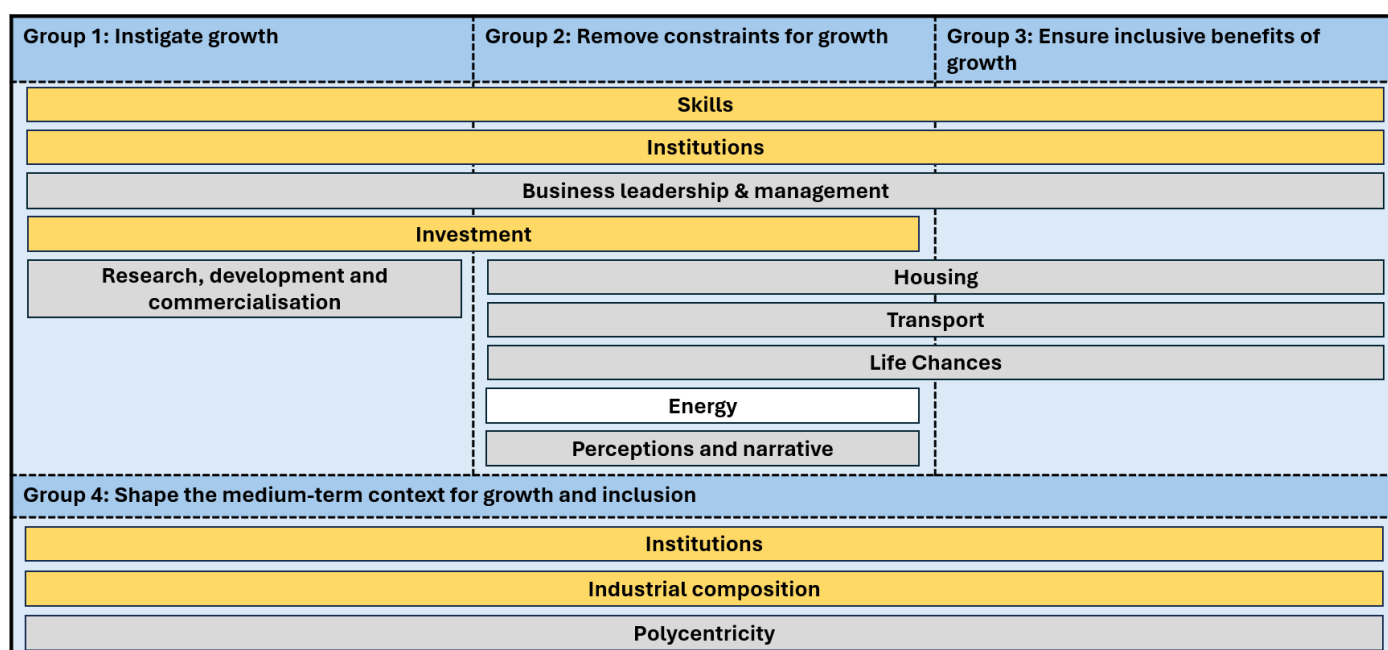 Group 1: Instigate growth
Group 2: Remove constraints for growth
Group 3: Ensure inclusive benefits of
growth
Skills
Institutions
Business leadership & management
Investment
Research, development and
commercialisation
Housing
Transport
Life Chances
Energy
Perceptions and narrative
Group 4: Shape the medium-term context for growth and inclusion
Institutions
Industrial composition
Polycentricity